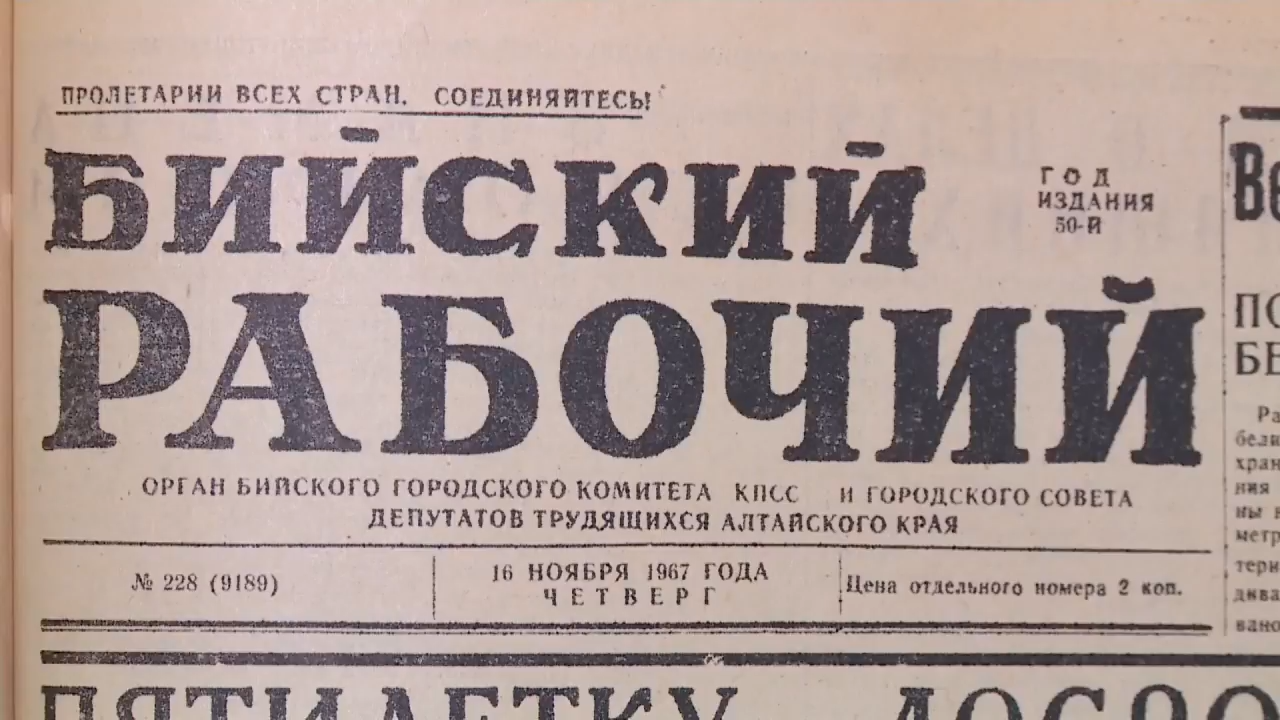 ПРОЛЕТАРИИ ВСЕХ СТРАН, СОЕДИНЯЙТЕСЬ!
БИЙСКИЙ
РАБОЧИЙ
ГОД
ИЗДАНИЯ
50-Й
ОРГАН БИЙСКОГО ГОРОДСКОГО КОМИТЕТА КПСС И ГОРОДСКОГО СОВЕТА
ДЕПУТАТОВ ТРУДЯЩИХСЯ АЛТАЙСКОГО КРАЯ
№ 228 (9189)
16 НОЯБРЯ 1967 ГОДА
ЧЕТВЕРГ
Цена отдельного номера 2 коп.
ПЯТИЛЕТКУ